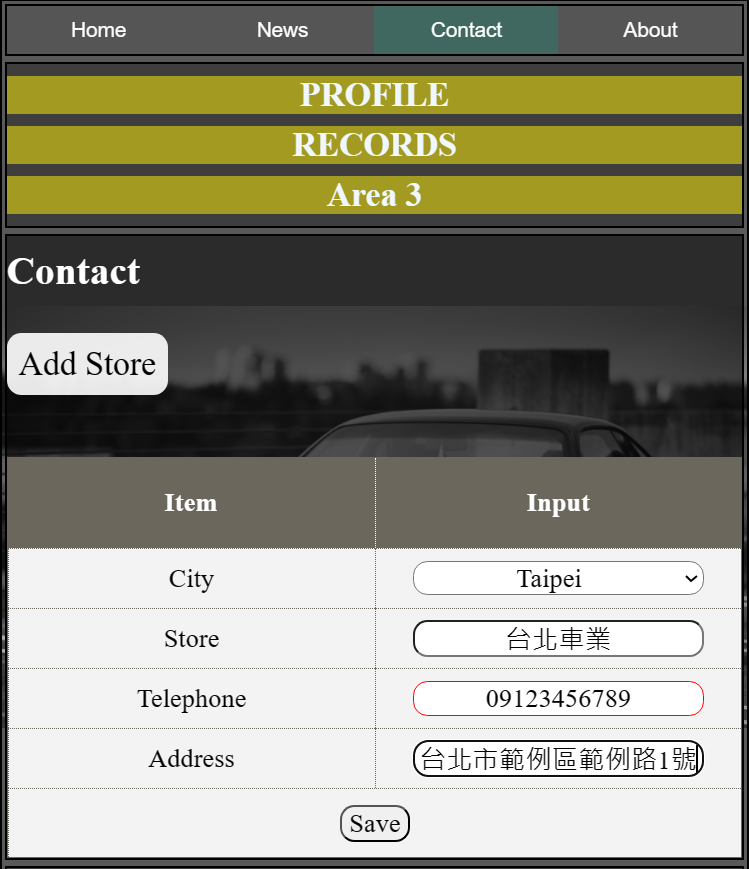 Home News Contact About
PROFILE
RECORDS
Area 3
Contact
Add Store
Item Input
City Taipei
Store 台北車業
Telephone 09123456789
Address 台北市範例區範例路1號
Save